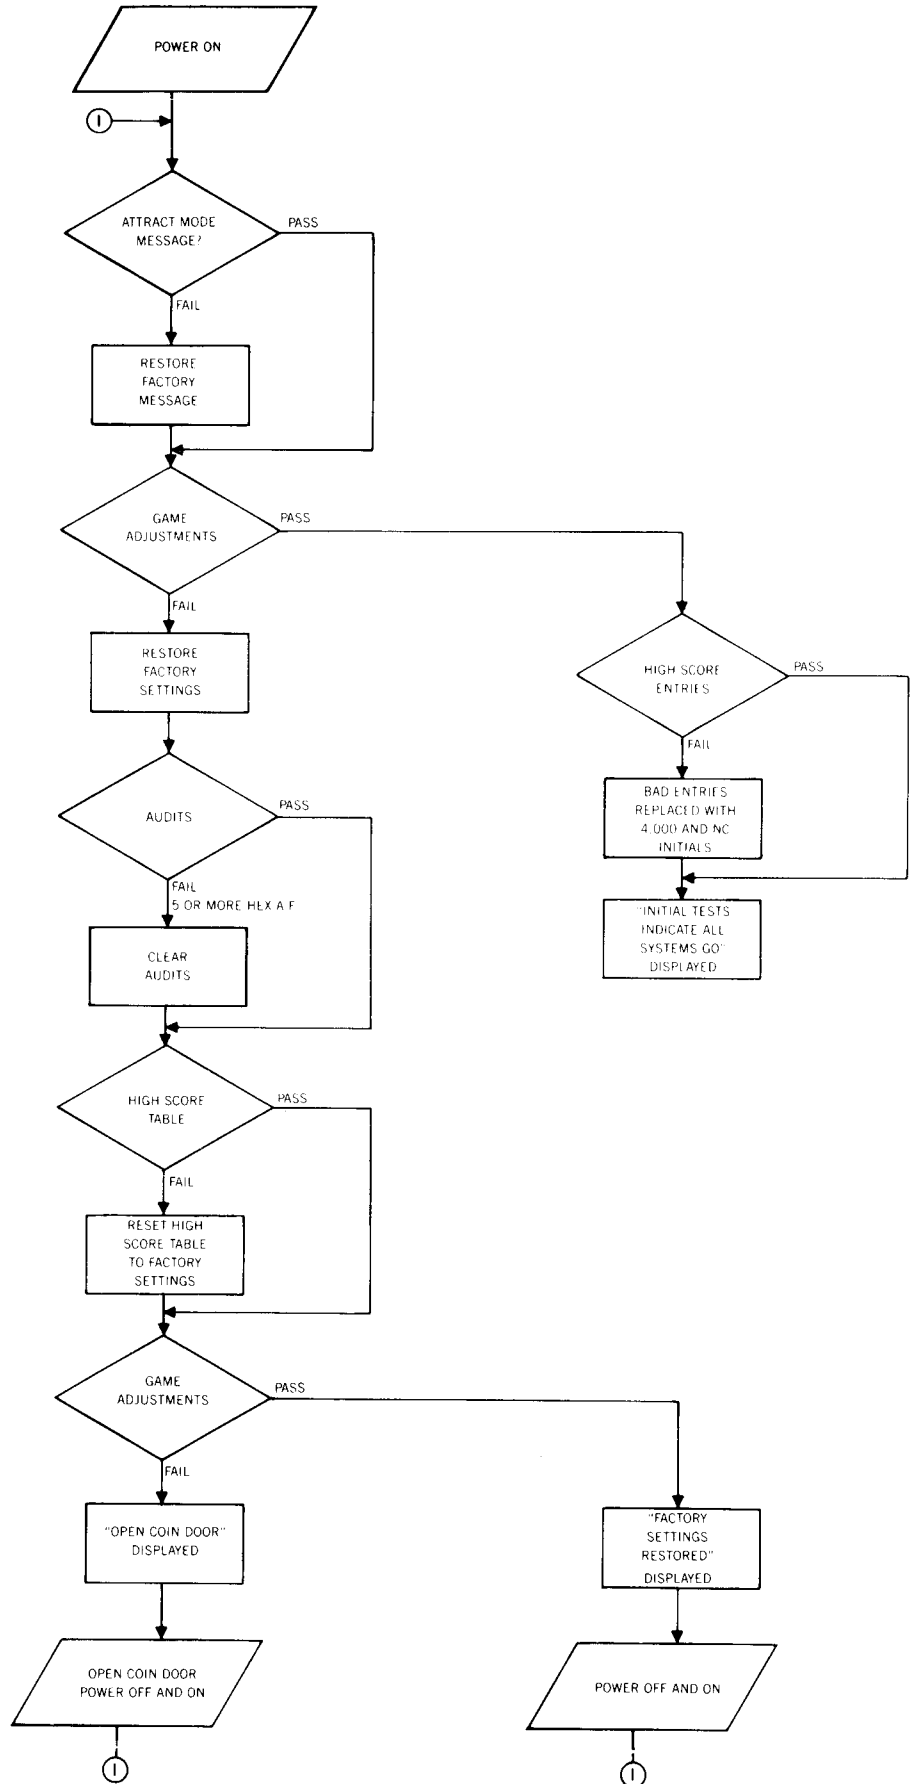 POWER ON
I
ATTRACT MODE
MESSAGE?
PASS
FAIL
RESTORE
FACTORY
MESSAGE
GAME
ADJUSTMENTS
PASS
FAIL
RESTORE
FACTORY
SETTINGS
HIGH SCORE
ENTRIES
PASS
FAIL
BAD ENTRIES
REPLACED WITH
4,000 AND NC
INITIALS
"INITIAL TESTS
INDICATE ALL
SYSTEMS GO"
DISPLAYED
AUDITS
PASS
FAIL
5 OR MORE HEX A F
CLEAR
AUDITS
HIGH SCORE
TABLE
PASS
FAIL
RESET HIGH
SCORE TABLE
TO FACTORY
SETTINGS
GAME
ADJUSTMENTS
PASS
FAIL
"OPEN COIN DOOR"
DISPLAYED
"FACTORY
SETTINGS
RESTORED"
DISPLAYED
OPEN COIN DOOR
POWER OFF AND ON
POWER OFF AND ON
I
I